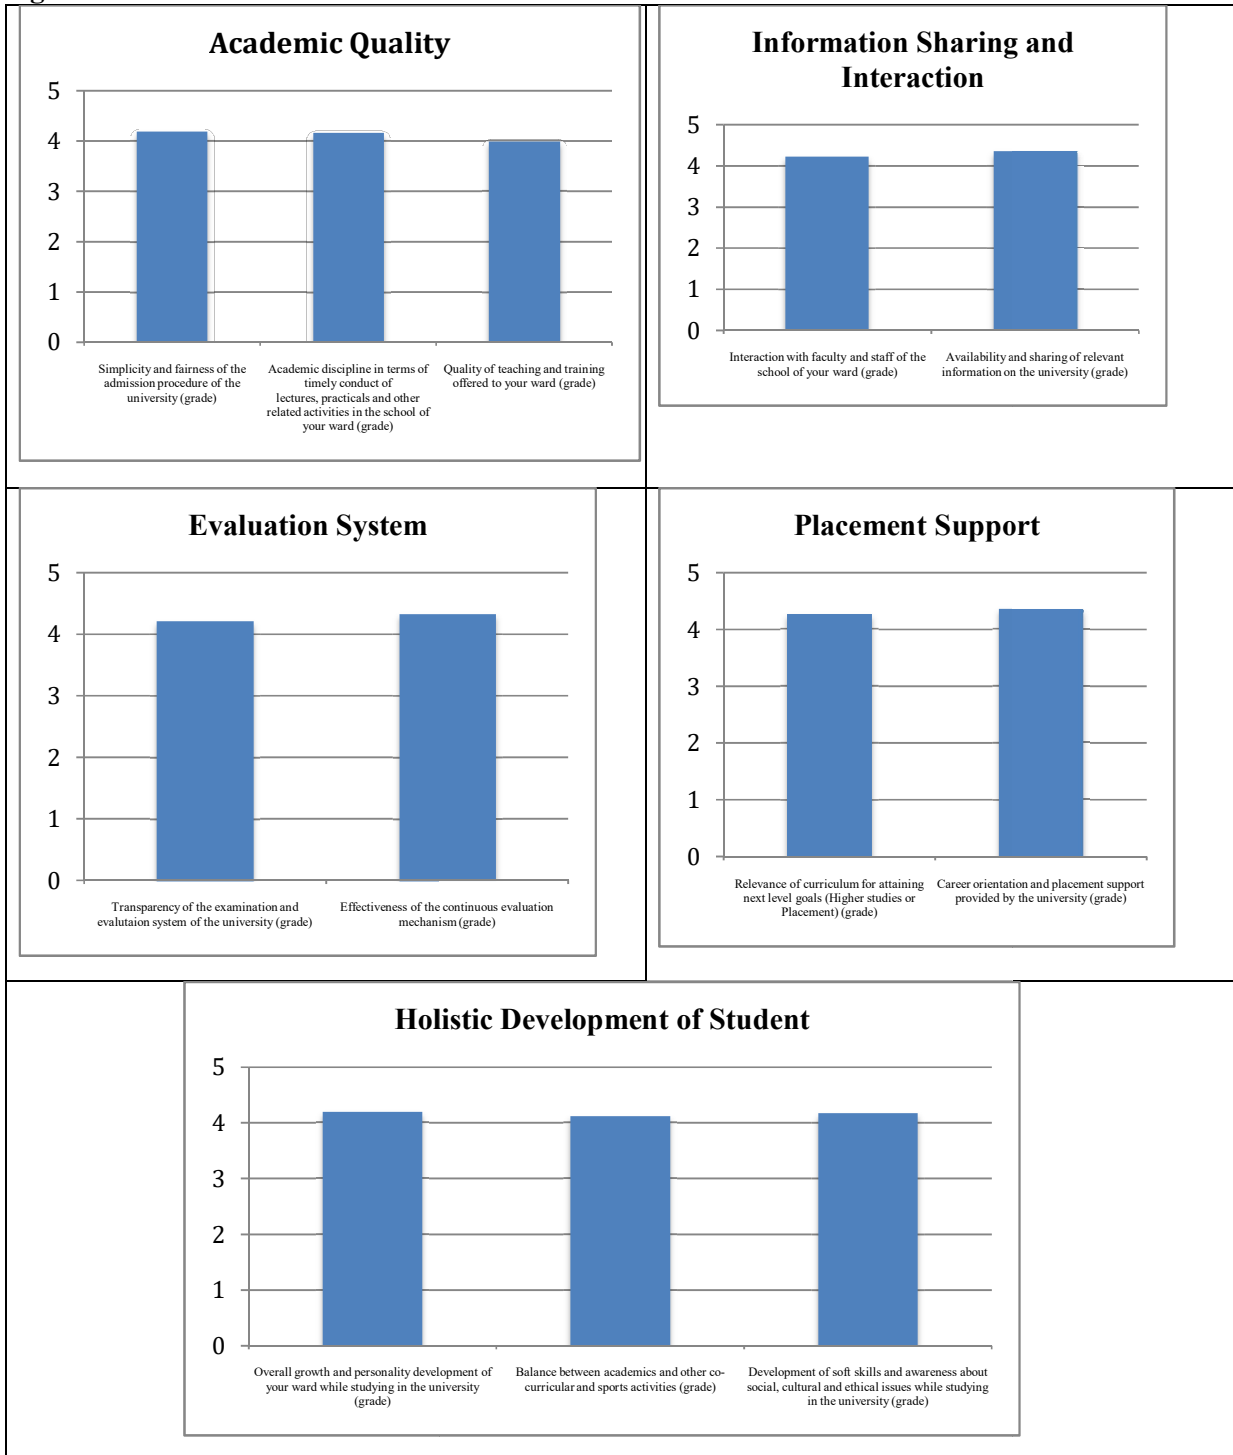 Academic Quality
5
4
3
2
1
0
Simplicity and fairness of the
admission procedure of the
university (grade)
Academic discipline in terms of
timely conduct of
lectures, practicals and other
related activities in the school of
your ward (grade)
Quality of teaching and training
offered to your ward (grade)
Information Sharing and
Interaction
5
4
3
2
1
0
Interaction with faculty and staff of the
school of your ward (grade)
Availability and sharing of relevant
information on the university (grade)
Evaluation System
5
4
3
2
1
0
Transparency of the examination and
evalutaion system of the university (grade)
Effectiveness of the continuous evaluation
mechanism (grade)
Placement Support
5
4
3
2
1
0
Relevance of curriculum for attaining
next level goals (Higher studies or
Placement) (grade)
Career orientation and placement support
provided by the university (grade)
Holistic Development of Student
5
4
3
2
1
0
Overall growth and personality development of
your ward while studying in the university
(grade)
Balance between academics and other co-
curricular and sports activities (grade)
Development of soft skills and awareness about
social, cultural and ethical issues while studying
in the university (grade)